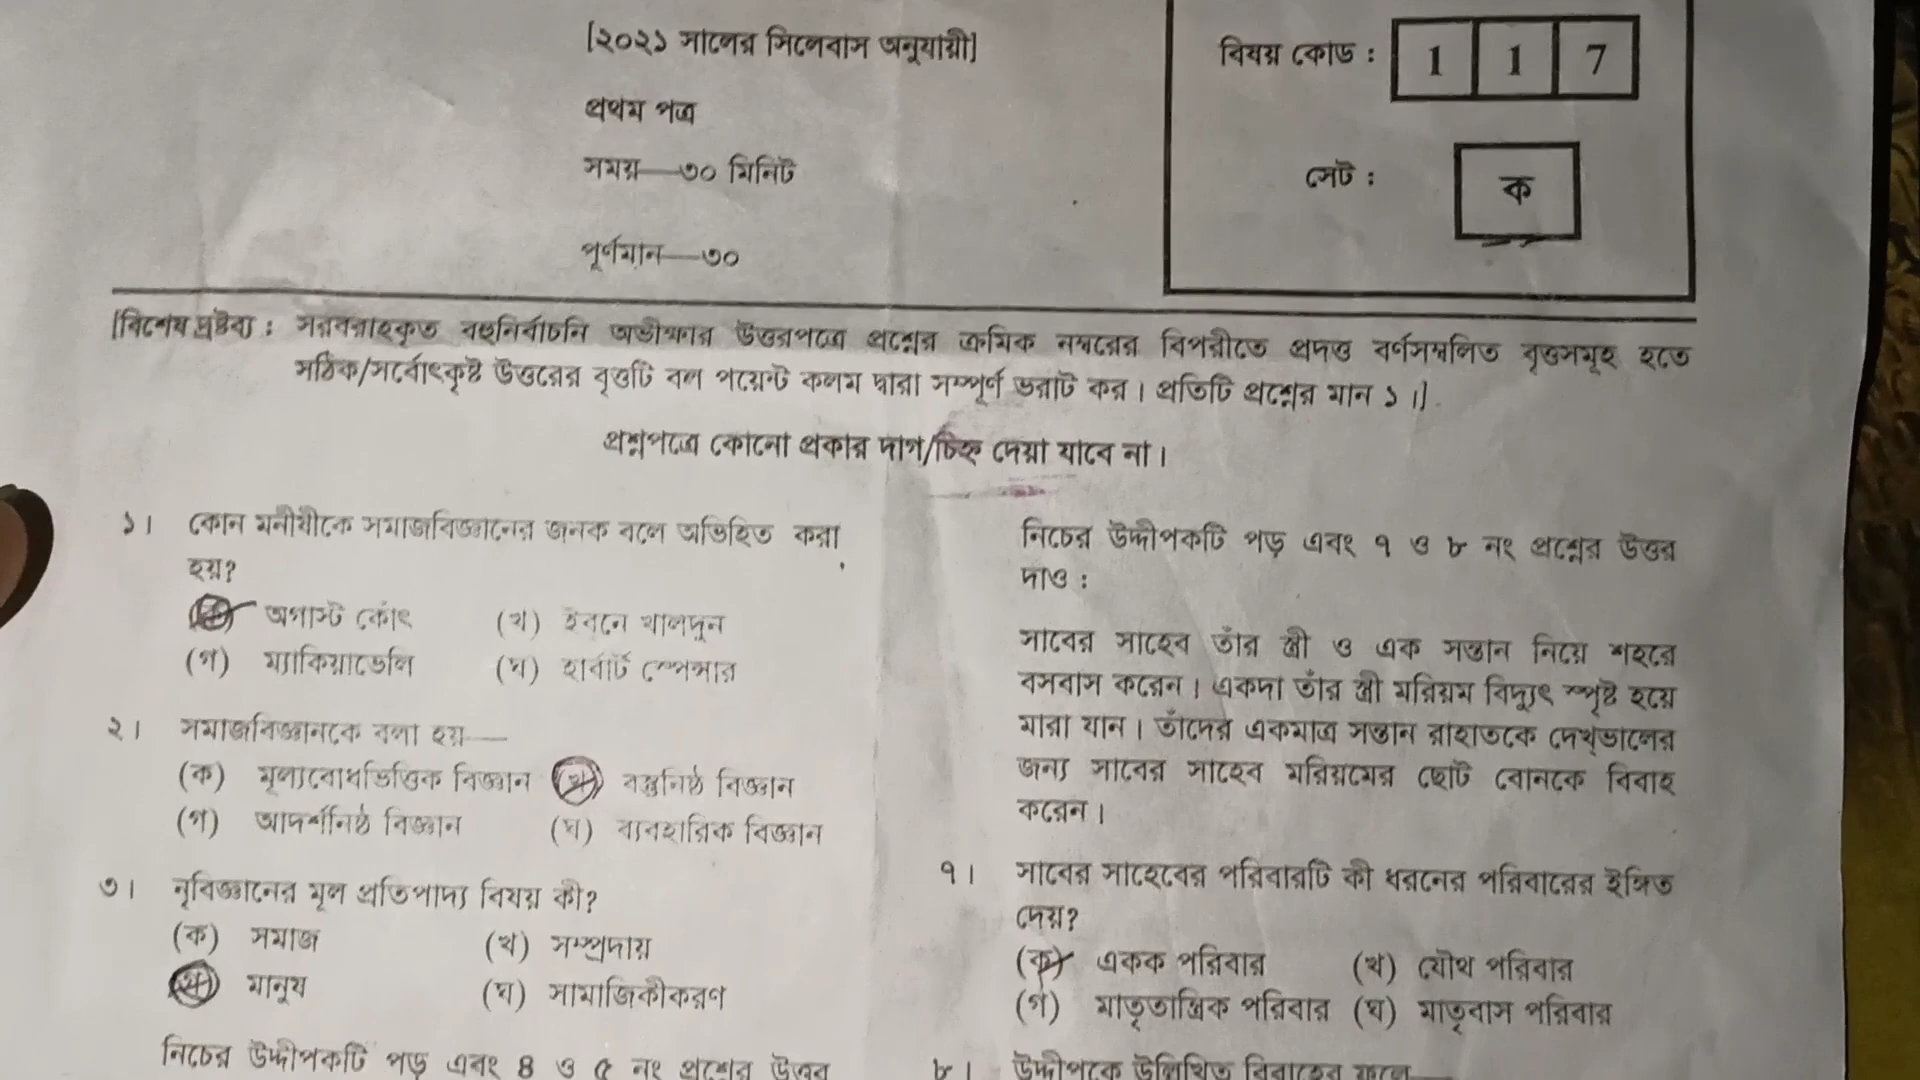 [২০২১ সালের সিলেবাস অনুযায়ী]
প্রথম পত্র
সময়—৩০ মিনিট
পূর্ণমান—৩০
বিষয় কোড : 1 1 7
সেট : ক
[বিশেষ দ্রষ্টব্য : সরবরাহকৃত বহুনির্বাচনি অভীক্ষার উত্তরপত্রে প্রশ্নের ক্রমিক নম্বরের বিপরীতে প্রদত্ত বর্ণসম্বলিত বৃত্তসমূহ হতে
সঠিক/সর্বোৎকৃষ্ট উত্তরের বৃত্তটি বল পয়েন্ট কলম দ্বারা সম্পূর্ণ ভরাট কর। প্রতিটি প্রশ্নের মান ১।]
প্রশ্নপত্রে কোনো প্রকার দাগ/চিহ্ন দেয়া যাবে না।
১। কোন মনীষীকে সমাজবিজ্ঞানের জনক বলে অভিহিত করা
হয়?
(ক) অগাস্ট কোঁৎ (খ) ইবনে খালদুন
(গ) ম্যাকিয়াভেলি (ঘ) হার্বার্ট স্পেন্সার
২। সমাজবিজ্ঞানকে বলা হয়—
(ক) মূল্যবোধভিত্তিক বিজ্ঞান (খ) বস্তুনিষ্ঠ বিজ্ঞান
(গ) আদর্শনিষ্ঠ বিজ্ঞান (ঘ) ব্যবহারিক বিজ্ঞান
৩। নৃবিজ্ঞানের মূল প্রতিপাদ্য বিষয় কী?
(ক) সমাজ (খ) সম্প্রদায়
(গ) মানুষ (ঘ) সামাজিকীকরণ
নিচের উদ্দীপকটি পড় এবং ৪ ও ৫ নং প্রশ্নের উত্তর
নিচের উদ্দীপকটি পড় এবং ৭ ও ৮ নং প্রশ্নের উত্তর
দাও :
সাবের সাহেব তাঁর স্ত্রী ও এক সন্তান নিয়ে শহরে
বসবাস করেন। একদা তাঁর স্ত্রী মরিয়ম বিদ্যুৎ স্পৃষ্ট হয়ে
মারা যান। তাঁদের একমাত্র সন্তান রাহাতকে দেখ্ভালের
জন্য সাবের সাহেব মরিয়মের ছোট বোনকে বিবাহ
করেন।
৭। সাবের সাহেবের পরিবারটি কী ধরনের পরিবারের ইঙ্গিত
দেয়?
(ক) একক পরিবার (খ) যৌথ পরিবার
(গ) মাতৃতান্ত্রিক পরিবার (ঘ) মাতৃবাস পরিবার
৮। উদ্দীপকে উল্লিখিত বিবাহের ফলে—